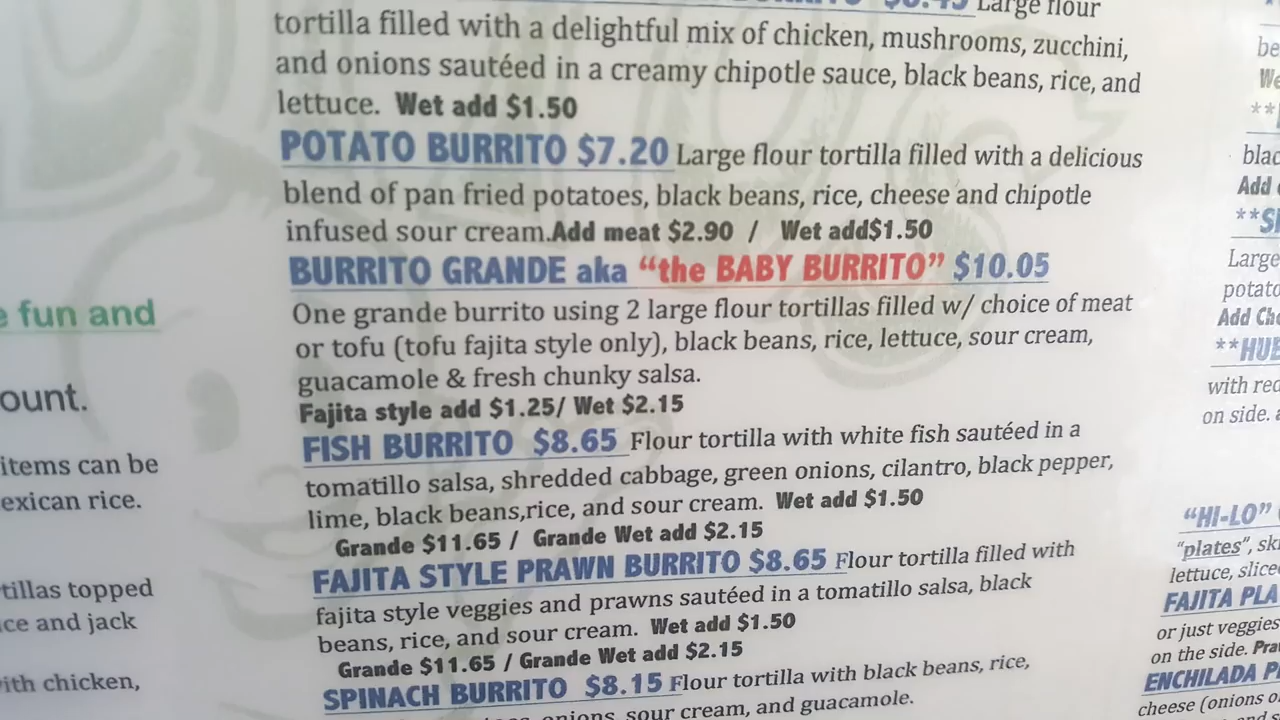 Large flour
tortilla filled with a delightful mix of chicken, mushrooms, zucchini,
and onions sautéed in a creamy chipotle sauce, black beans, rice, and
lettuce. Wet add $1.50
POTATO BURRITO $7.20 Large flour tortilla filled with a delicious
blend of pan fried potatoes, black beans, rice, cheese and chipotle
infused sour cream.Add meat $2.90 / Wet add$1.50
BURRITO GRANDE aka “the BABY BURRITO” $10.05
One grande burrito using 2 large flour tortillas filled w/ choice of meat
or tofu (tofu fajita style only), black beans, rice, lettuce, sour cream,
guacamole & fresh chunky salsa.
Fajita style add $1.25/ Wet $2.15
FISH BURRITO $8.65 Flour tortilla with white fish sautéed in a
tomatillo salsa, shredded cabbage, green onions, cilantro, black pepper,
lime, black beans,rice, and sour cream. Wet add $1.50
Grande $11.65 / Grande Wet add $2.15
FAJITA STYLE PRAWN BURRITO $8.65 Flour tortilla filled with
fajita style veggies and prawns sautéed in a tomatillo salsa, black
beans, rice, and sour cream. Wet add $1.50
Grande $11.65 / Grande Wet add $2.15
SPINACH BURRITO $8.15 Flour tortilla with black beans, rice,
onions, sour cream, and guacamole.
fun and
ount.
items can be
exican rice.
tillas topped
ice and jack
with chicken,
be
We
**
blac
Add
**S
Large
potato
Add Ch
**HUE
with red
on side.
“HI-LO”
“plates”, sk
lettuce, slice
FAJITA PLA
or just veggies
on the side. Pra
ENCHILADA P
cheese (onions o